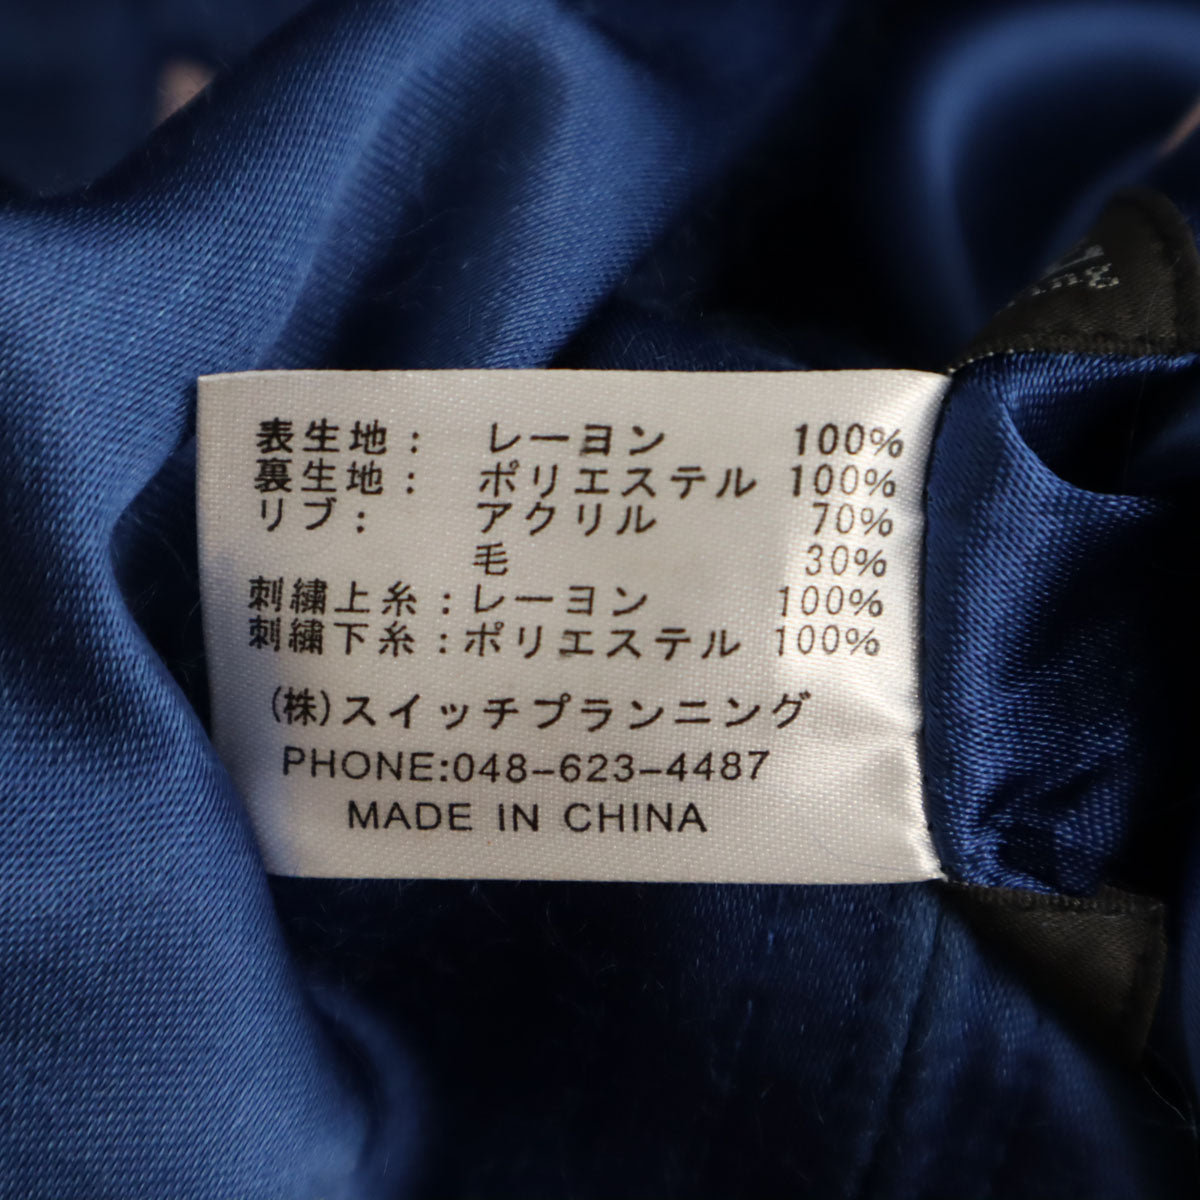 表生地： レーヨン 100%
裏生地： ポリエステル 100%
リブ： アクリル 70%
毛 30%
刺繍上糸：レーヨン 100%
刺繍下糸：ポリエステル 100%
(株)スイッチプランニング
PHONE:048-623-4487
MADE IN CHINA